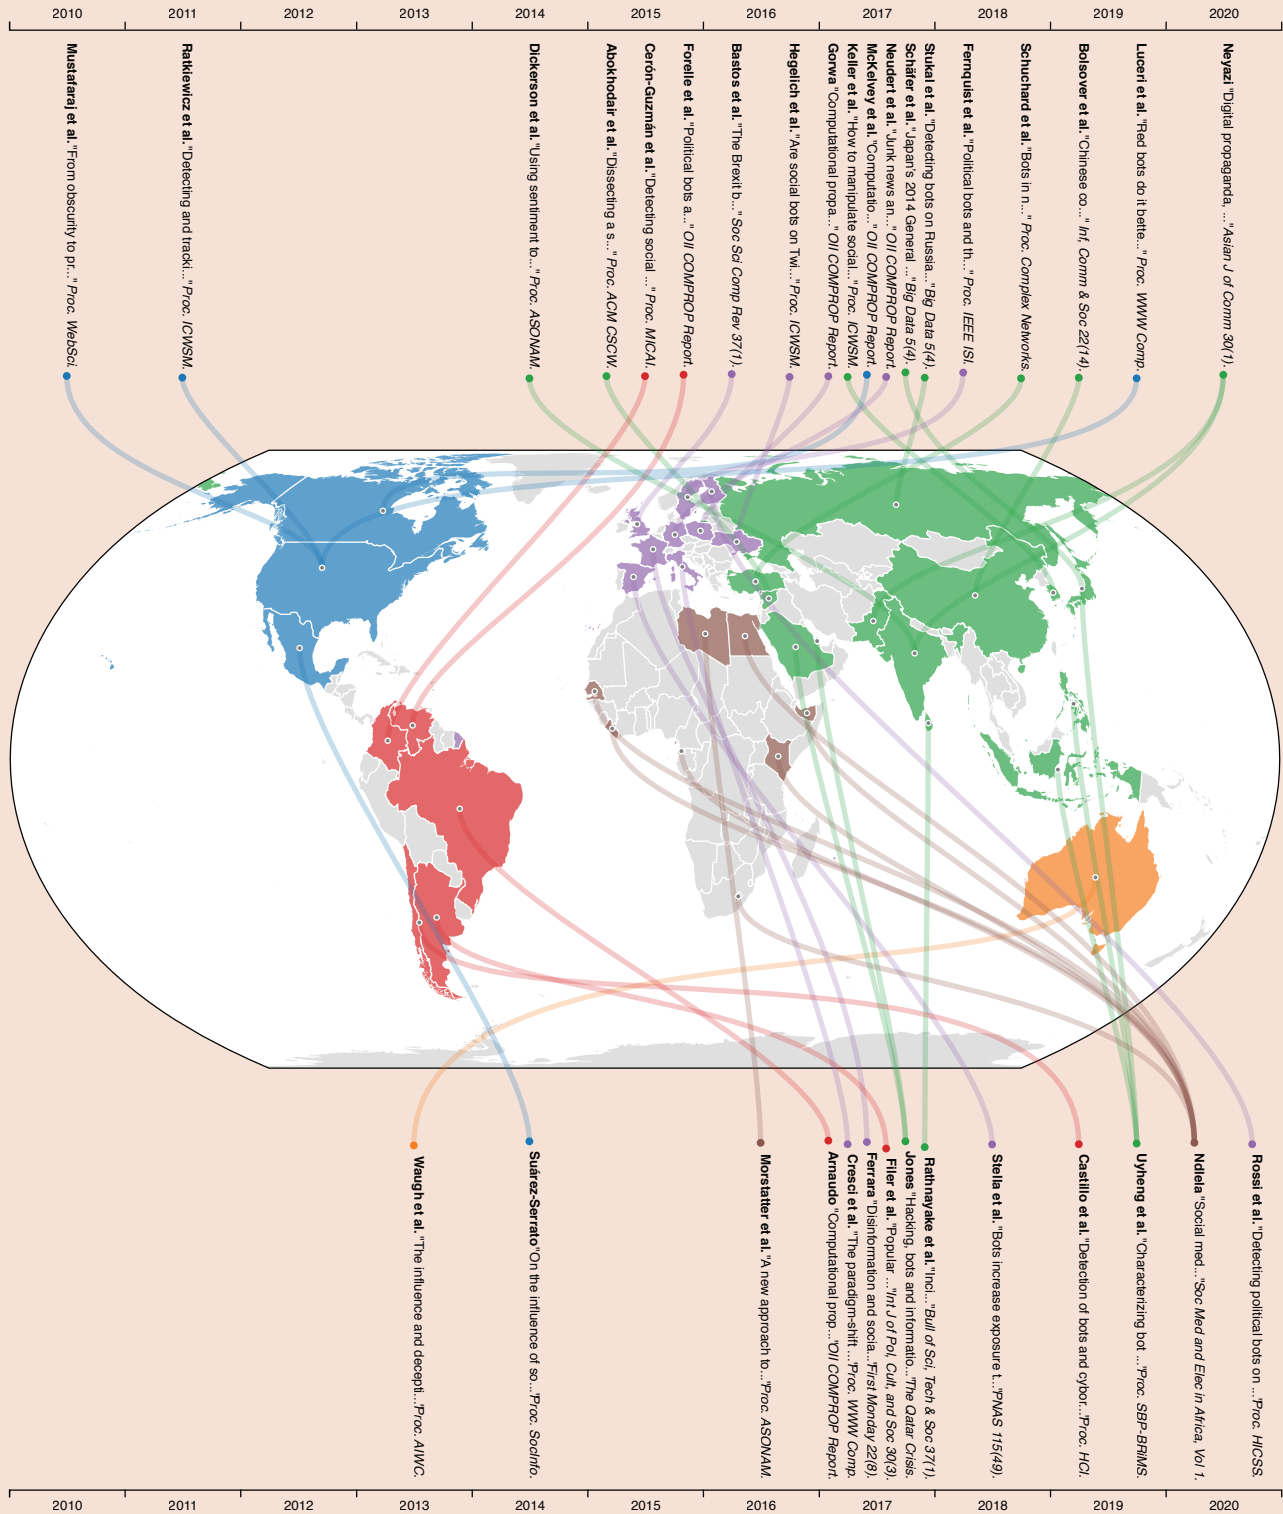 2010 2011 2012 2013 2014 2015 2016 2017 2018 2019 2020
Mustafaraj et al. "From obscurity to pr..." Proc. WebSci.
Ratkiewicz et al. "Detecting and tracki..." Proc. ICWSM.
Dickerson et al. "Using sentiment to..." Proc. ASONAM.
Abokhodair et al. "Dissecting a s..." Proc. ACM CSCW.
Cerón-Guzmán et al. "Detecting social ..." Proc. MICAI.
Forelle et al. "Political bots a..." OII COMPROP Report.
Bastos et al. "The Brexit b..." Soc Sci Comp Rev 37(1).
Hegelich et al. "Are social bots on Twi..." Proc. ICWSM.
Gorwa "Computational propa..." OII COMPROP Report.
Keller et al. "How to manipulate social..." Proc. ICWSM.
McKelvey et al. "Computatio..." OII COMPROP Report.
Neudert et al. "Junk news an..." OII COMPROP Report.
Schäfer et al. "Japan's 2014 General ..." Big Data 5(4).
Stukal et al. "Detecting bots on Russia..." Big Data 5(4).
Fernquist et al. "Political bots and th..." Proc. IEEE ISI.
Schuchard et al. "Bots in n..." Proc. Complex Networks.
Bolsover et al. "Chinese co..." Inf, Comm & Soc 22(14).
Luceri et al. "Red bots do it bette..." Proc. WWW Comp.
Neyazi "Digital propaganda, ..." Asian J of Comm 30(1).
Waugh et al. "The influence and decepti..." Proc. AIWC.
Suárez-Serrato "On the influence of so..." Proc. SocInfo.
Morstatter et al. "A new approach to..." Proc. ASONAM.
Arnaudo "Computational prop..." OII COMPROP Report.
Cresci et al. "The paradigm-shift ..." Proc. WWW Comp.
Ferrara "Disinformation and socia..." First Monday 22(8).
Filer et al. "Popular ..." Int J of Pol, Cult, and Soc 30(3).
Jones "Hacking, bots and informatio..." The Qatar Crisis.
Rathnayake et al. "Inci..." Bull of Sci, Tech & Soc 37(1).
Stella et al. "Bots increase exposure t..." PNAS 115(49).
Castillo et al. "Detection of bots and cybor..." Proc. HCI.
Uyheng et al. "Characterizing bot ..." Proc. SBP-BRiMS.
Ndlela "Social med..." Soc Med and Elec in Africa, Vol 1.
Rossi et al. "Detecting political bots on ..." Proc. HICSS.
2010 2011 2012 2013 2014 2015 2016 2017 2018 2019 2020